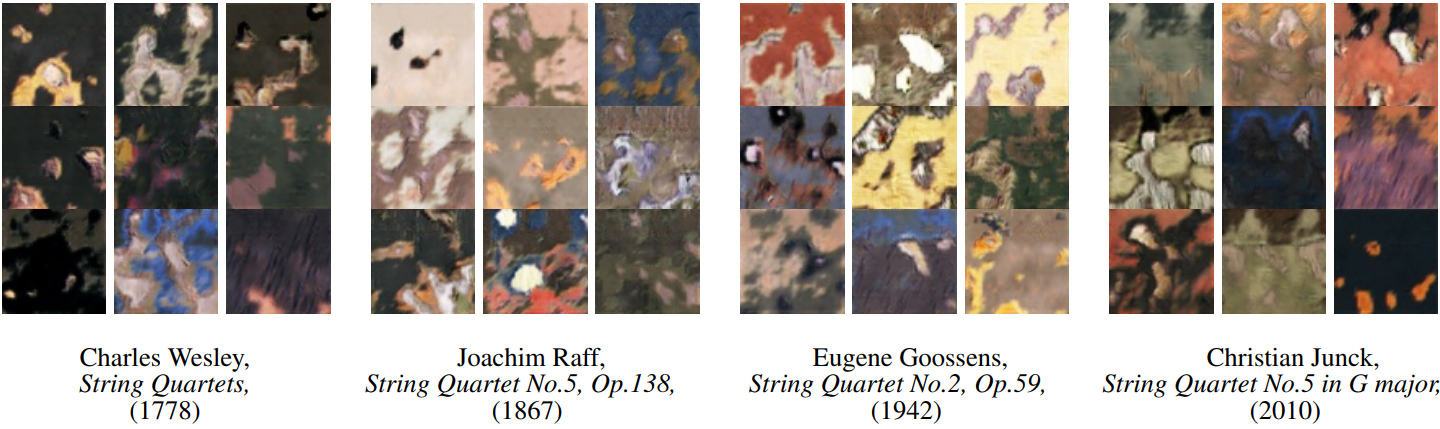 Charles Wesley,
String Quartets,
(1778)
Joachim Raff,
String Quartet No.5, Op.138,
(1867)
Eugene Goossens,
String Quartet No.2, Op.59,
(1942)
Christian Junck,
String Quartet No.5 in G major,
(2010)